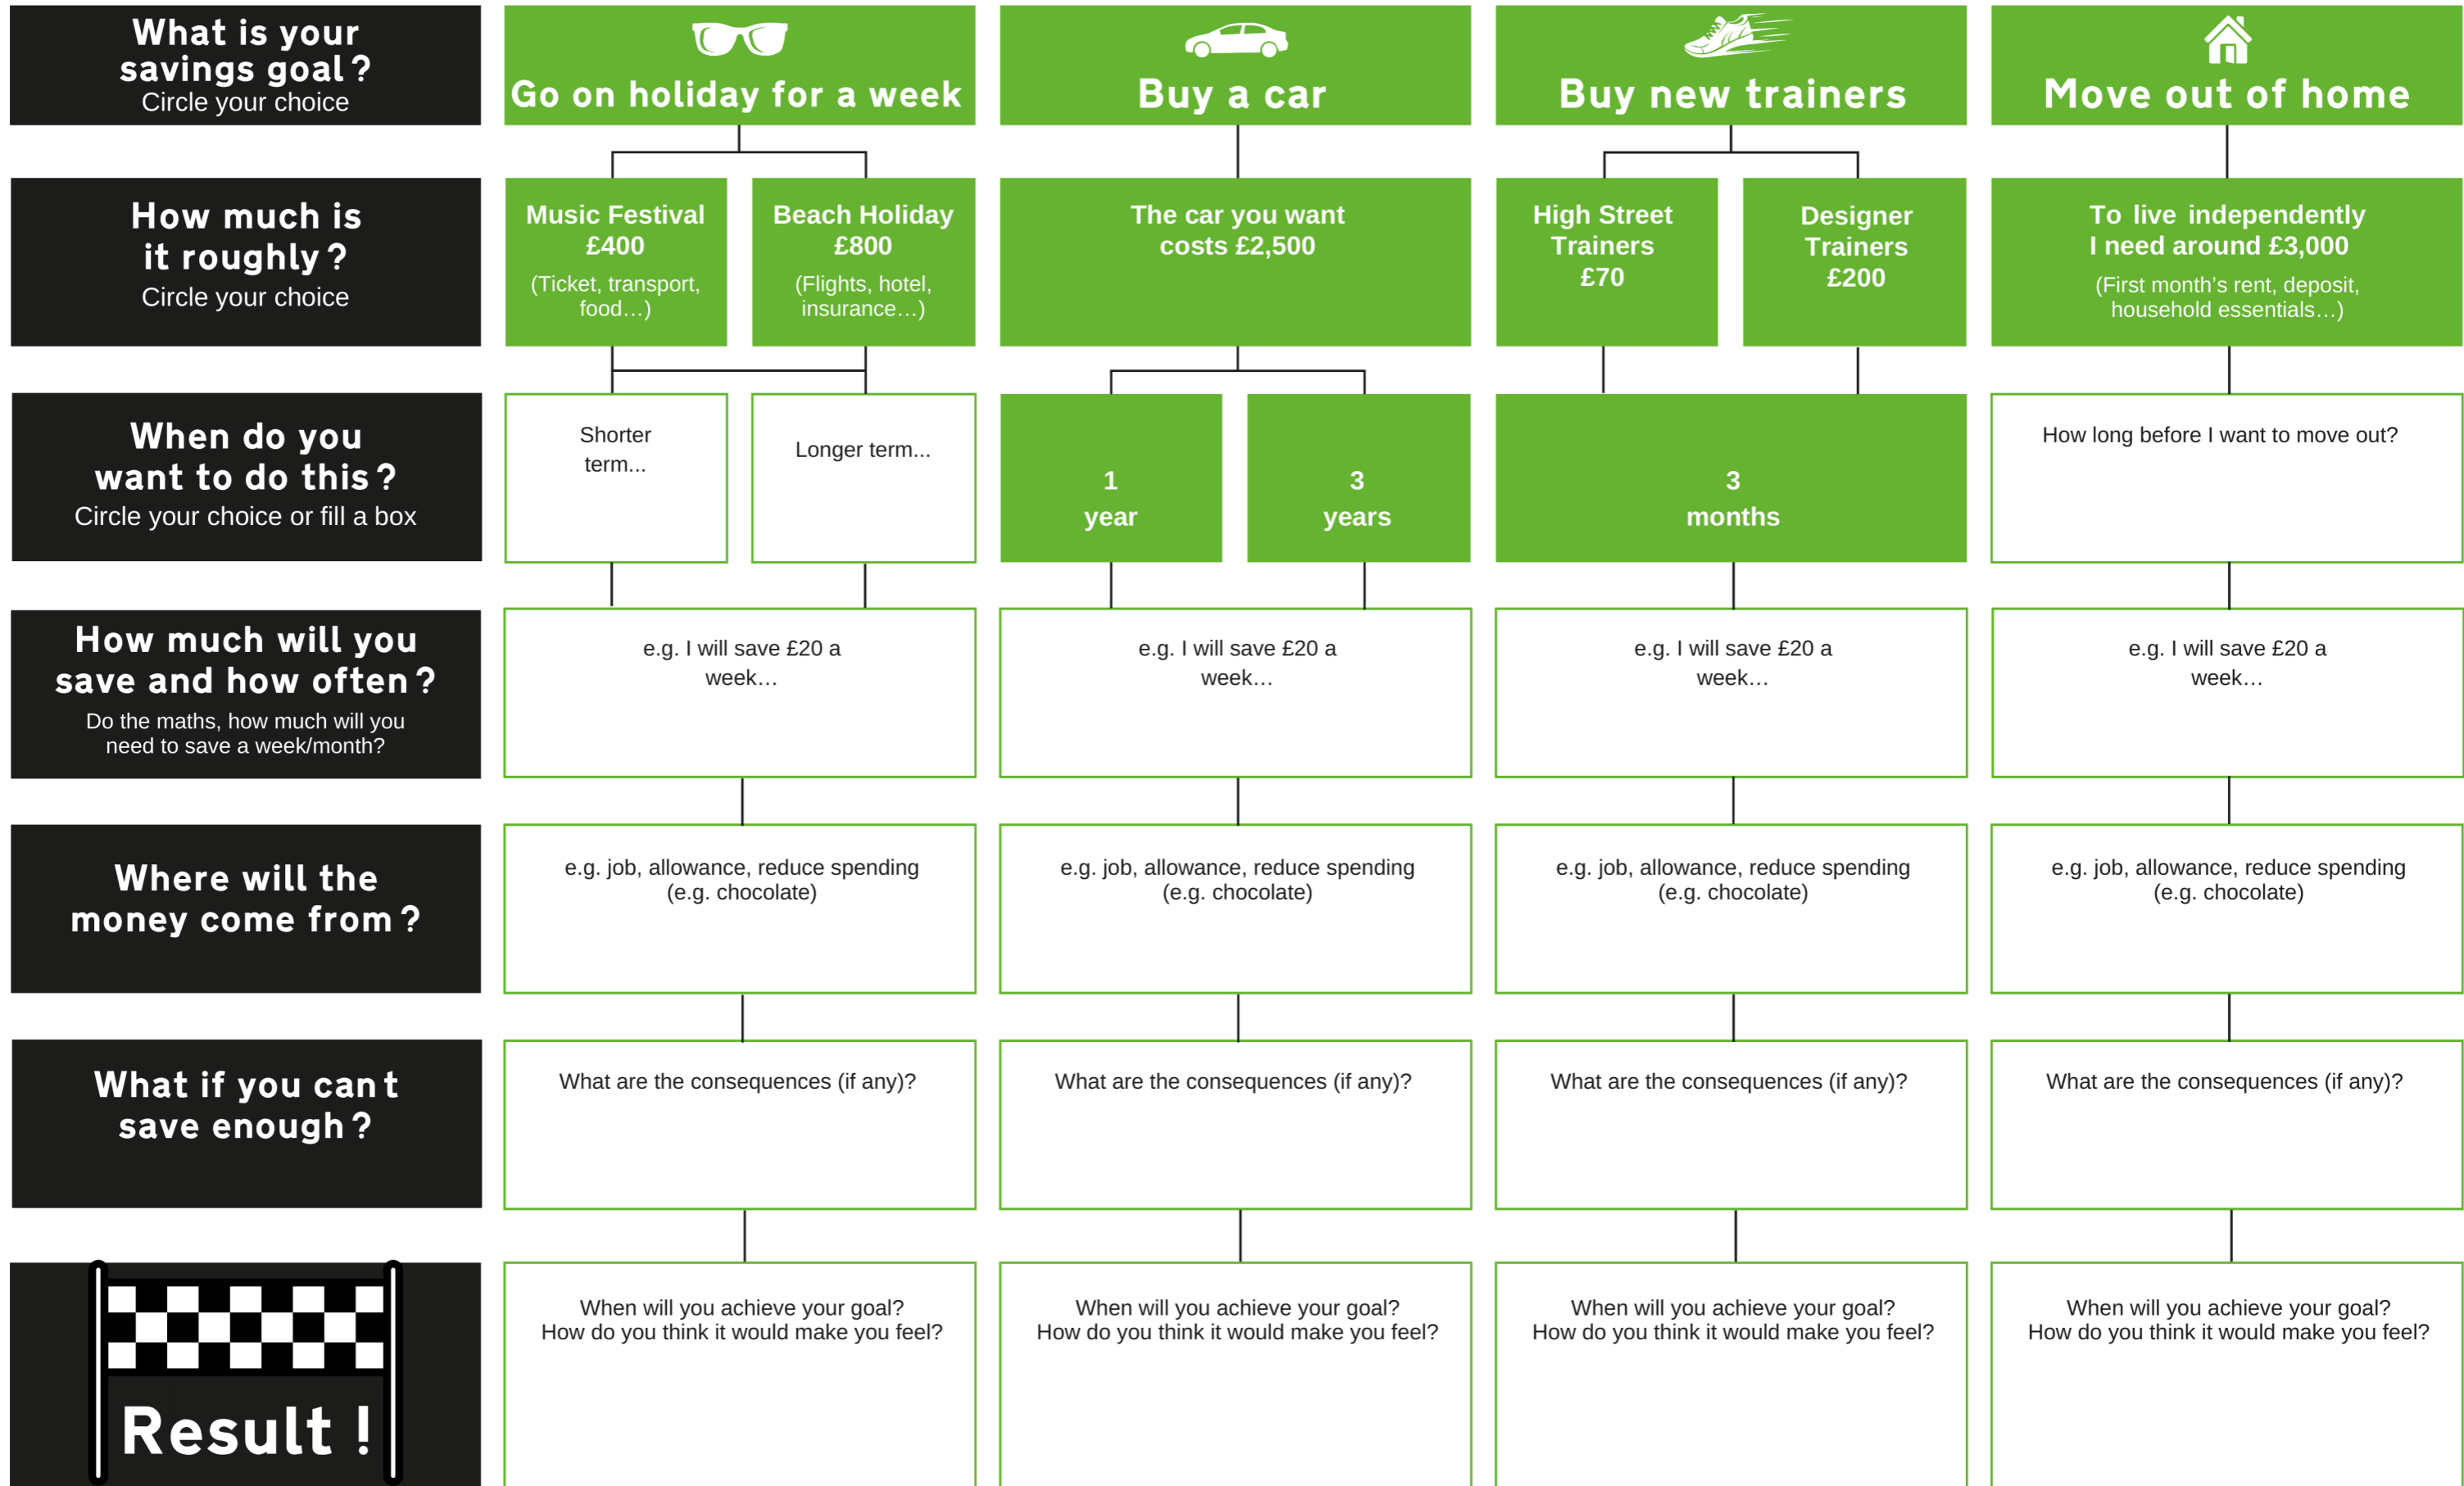 What is your
savings goal?
Circle your choice
Go on holiday for a week
Buy a car
Buy new trainers
Move out of home
How much is
it roughly?
Circle your choice
Music Festival
£400
(Ticket, transport,
food…)
Beach Holiday
£800
(Flights, hotel,
insurance…)
The car you want
costs £2,500
High Street
Trainers
£70
Designer
Trainers
£200
To live independently
I need around £3,000
(First month’s rent, deposit,
household essentials…)
When do you
want to do this?
Circle your choice or fill a box
Shorter
term...
Longer term...
1
year
3
years
3
months
How long before I want to move out?
How much will you
save and how often?
Do the maths, how much will you
need to save a week/month?
e.g. I will save £20 a
week…
e.g. I will save £20 a
week…
e.g. I will save £20 a
week…
e.g. I will save £20 a
week…
Where will the
money come from?
e.g. job, allowance, reduce spending
(e.g. chocolate)
e.g. job, allowance, reduce spending
(e.g. chocolate)
e.g. job, allowance, reduce spending
(e.g. chocolate)
e.g. job, allowance, reduce spending
(e.g. chocolate)
What if you can t
save enough?
What are the consequences (if any)?
What are the consequences (if any)?
What are the consequences (if any)?
What are the consequences (if any)?
Result !
When will you achieve your goal?
How do you think it would make you feel?
When will you achieve your goal?
How do you think it would make you feel?
When will you achieve your goal?
How do you think it would make you feel?
When will you achieve your goal?
How do you think it would make you feel?